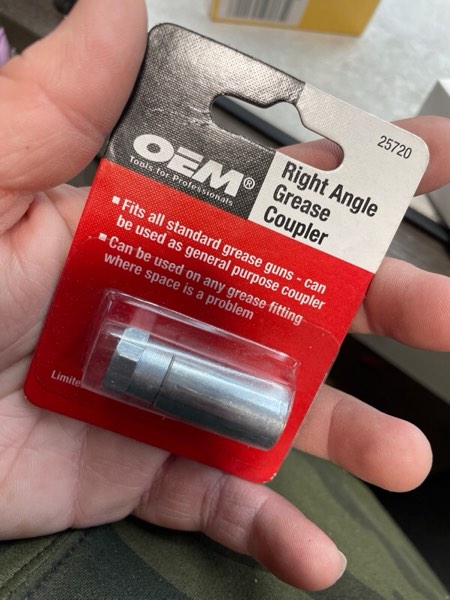 25720
OEM®
Tools for Professionals
Right Angle
Grease
Coupler
▪ Fits all standard grease guns - can
be used as general purpose coupler
▪ Can be used on any grease fitting
where space is a problem